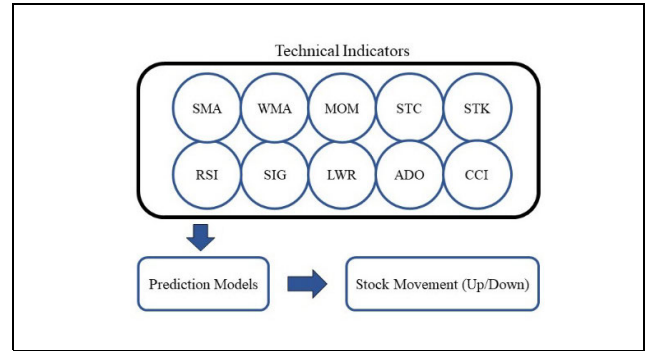 Technical Indicators
SMA WMA MOM STC STK
RSI SIG LWR ADO CCI
Prediction Models Stock Movement (Up/Down)